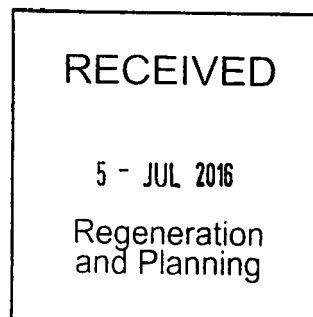 RECEIVED
5 - JUL 2016
Regeneration
and Planning